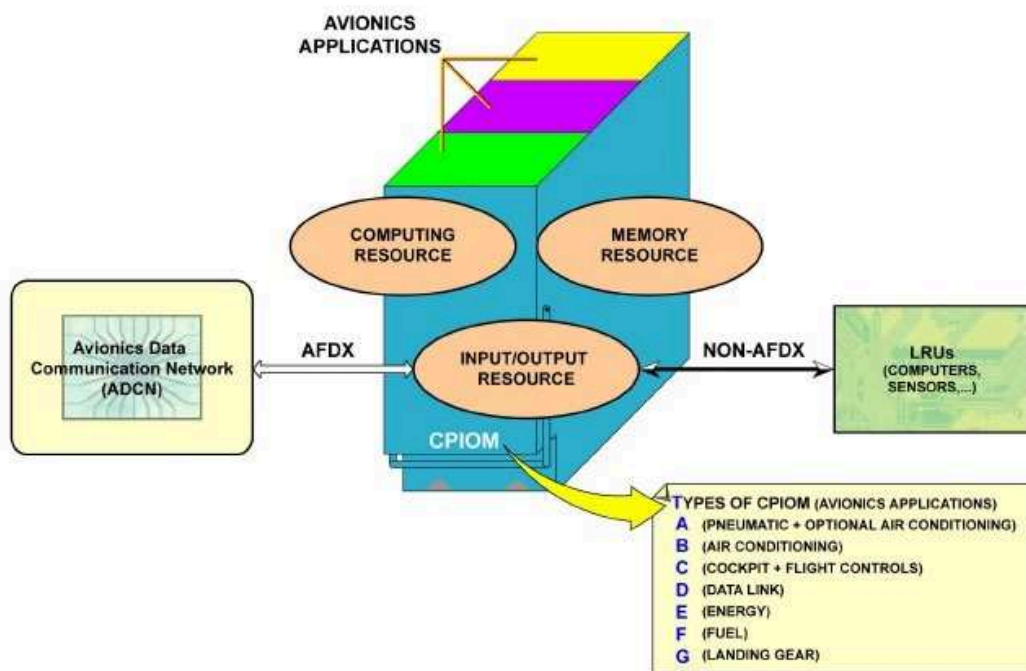 AVIONICS
APPLICATIONS
COMPUTING
RESOURCE
MEMORY
RESOURCE
Avionics Data
Communication Network
(ADCN)
AFDX
INPUT/OUTPUT
RESOURCE
NON-AFDX
LRUs
(COMPUTERS,
SENSORS,...)
CPIOM
TYPES OF CPIOM (AVIONICS APPLICATIONS)
A (PNEUMATIC + OPTIONAL AIR CONDITIONING)
B (AIR CONDITIONING)
C (COCKPIT + FLIGHT CONTROLS)
D (DATA LINK)
E (ENERGY)
F (FUEL)
G (LANDING GEAR)